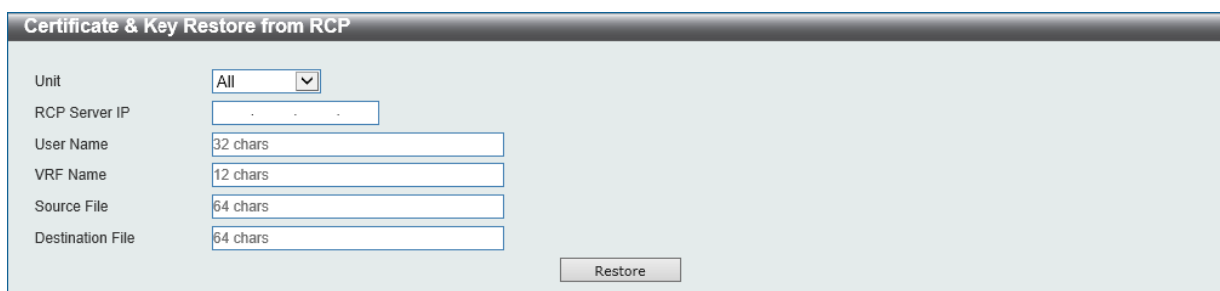 Certificate & Key Restore from RCP
Unit All
RCP Server IP . . .
User Name 32 chars
VRF Name 12 chars
Source File 64 chars
Destination File 64 chars
Restore